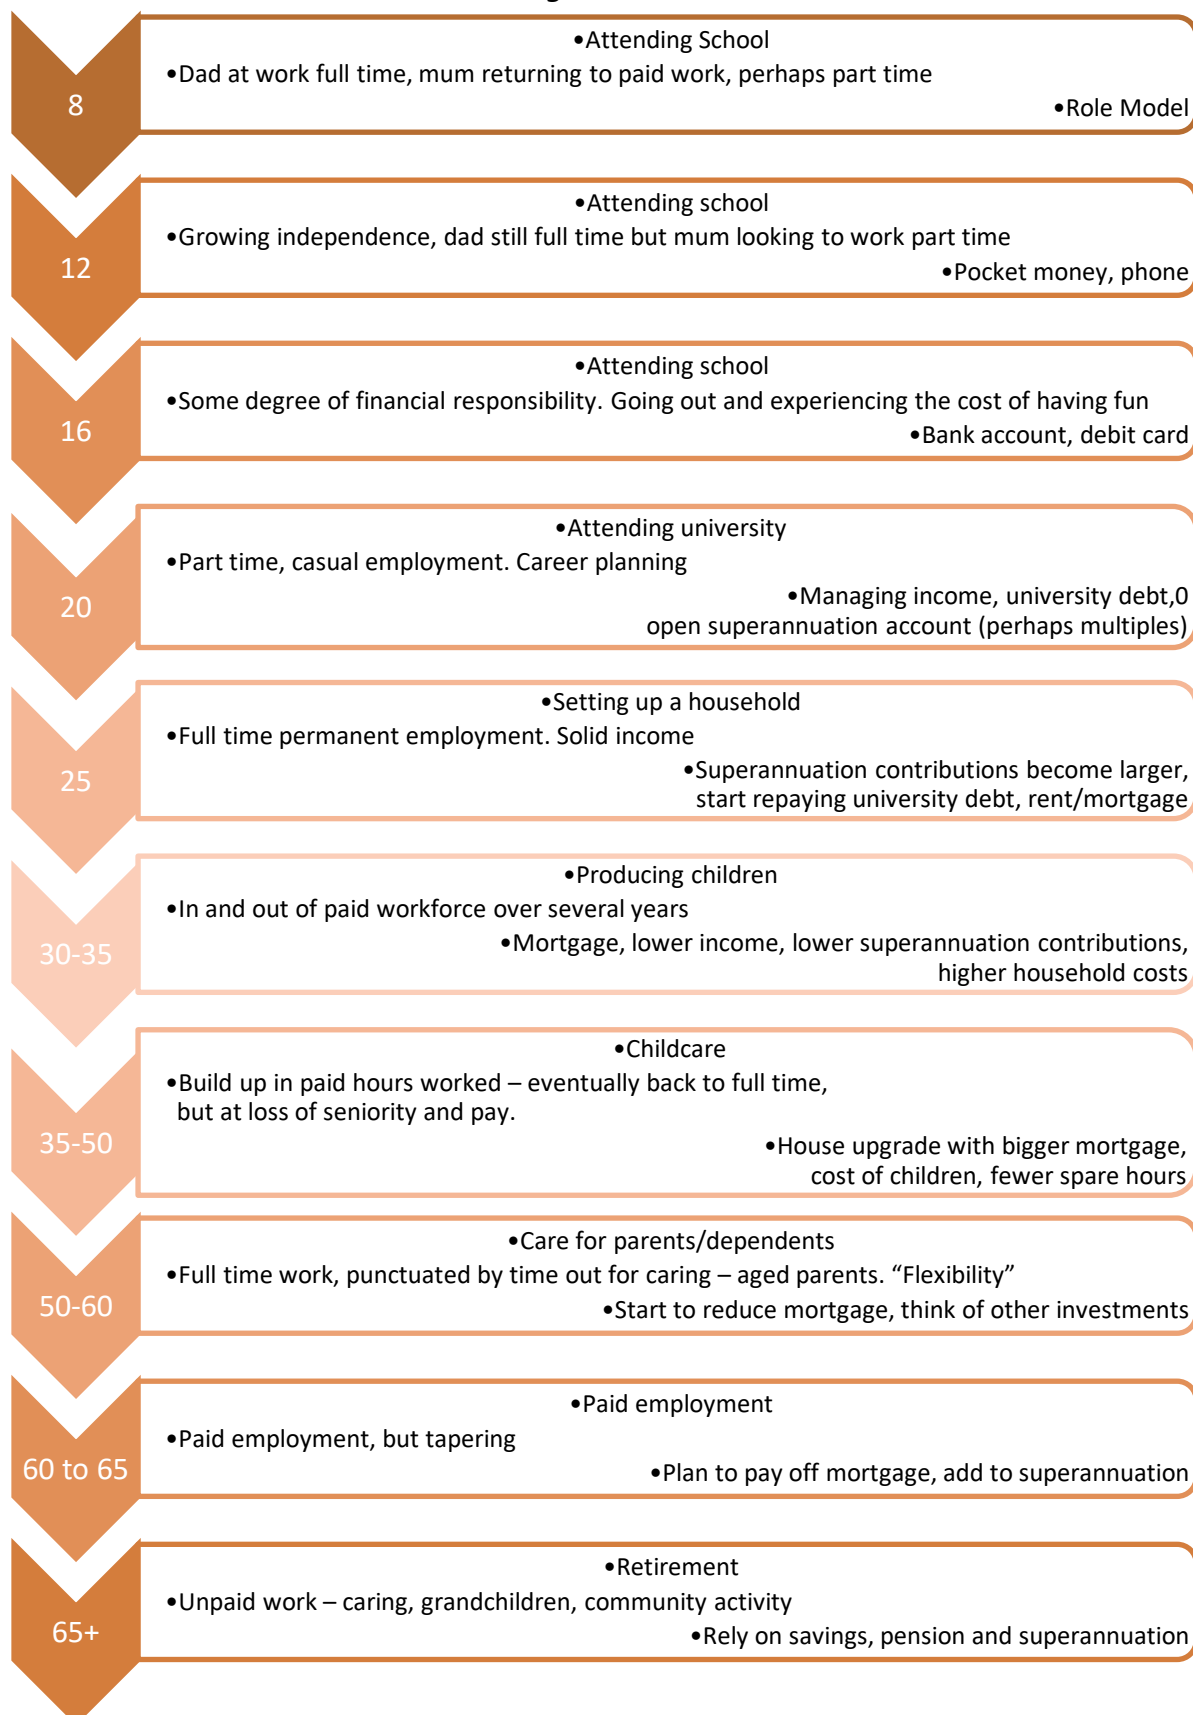 8
•Attending School
•Dad at work full time, mum returning to paid work, perhaps part time
•Role Model
12
•Attending school
•Growing independence, dad still full time but mum looking to work part time
•Pocket money, phone
16
•Attending school
•Some degree of financial responsibility. Going out and experiencing the cost of having fun
•Bank account, debit card
20
•Attending university
•Part time, casual employment. Career planning
•Managing income, university debt,0
open superannuation account (perhaps multiples)
25
•Setting up a household
•Full time permanent employment. Solid income
•Superannuation contributions become larger,
start repaying university debt, rent/mortgage
30-35
•Producing children
•In and out of paid workforce over several years
•Mortgage, lower income, lower superannuation contributions,
higher household costs
35-50
•Childcare
•Build up in paid hours worked – eventually back to full time,
but at loss of seniority and pay.
•House upgrade with bigger mortgage,
cost of children, fewer spare hours
50-60
•Care for parents/dependents
•Full time work, punctuated by time out for caring – aged parents. “Flexibility”
•Start to reduce mortgage, think of other investments
60 to 65
•Paid employment
•Paid employment, but tapering
•Plan to pay off mortgage, add to superannuation
65+
•Retirement
•Unpaid work – caring, grandchildren, community activity
•Rely on savings, pension and superannuation